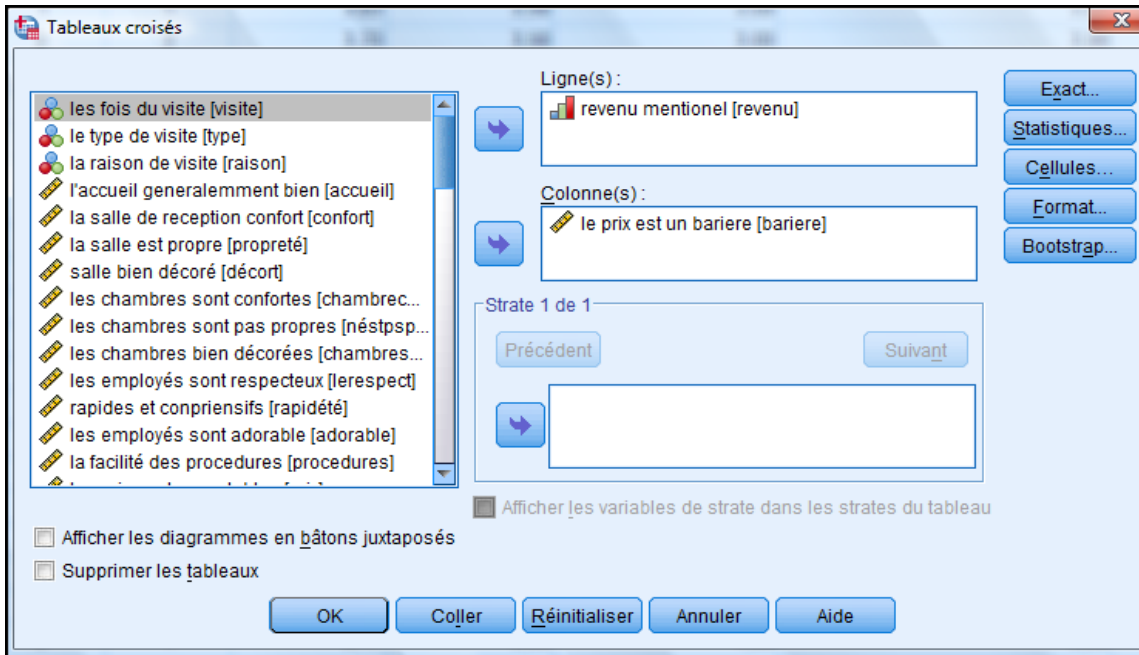 Tableaux croisés
les fois du visite [visite]
le type de visite [type]
la raison de visite [raison]
l'accueil generalemment bien [accueil]
la salle de reception confort [confort]
la salle est propre [propreté]
salle bien décoré [décort]
les chambres sont confortes [chambrec...
les chambres sont pas propres [néstpsp...
les chambres bien décorées [chambres...
les employés sont respecteux [lerespect]
rapides et conpriensifs [rapidété]
les employés sont adorable [adorable]
la facilité des procedures [procedures]
Ligne(s) :
revenu mentionel [revenu]
Colonne(s) :
le prix est un bariere [bariere]
Strate 1 de 1
Précédent
Suivant
Afficher les variables de strate dans les strates du tableau
Exact...
Statistiques...
Cellules...
Format...
Bootstrap...
Afficher les diagrammes en bâtons juxtaposés
Supprimer les tableaux
OK
Coller
Réinitialiser
Annuler
Aide